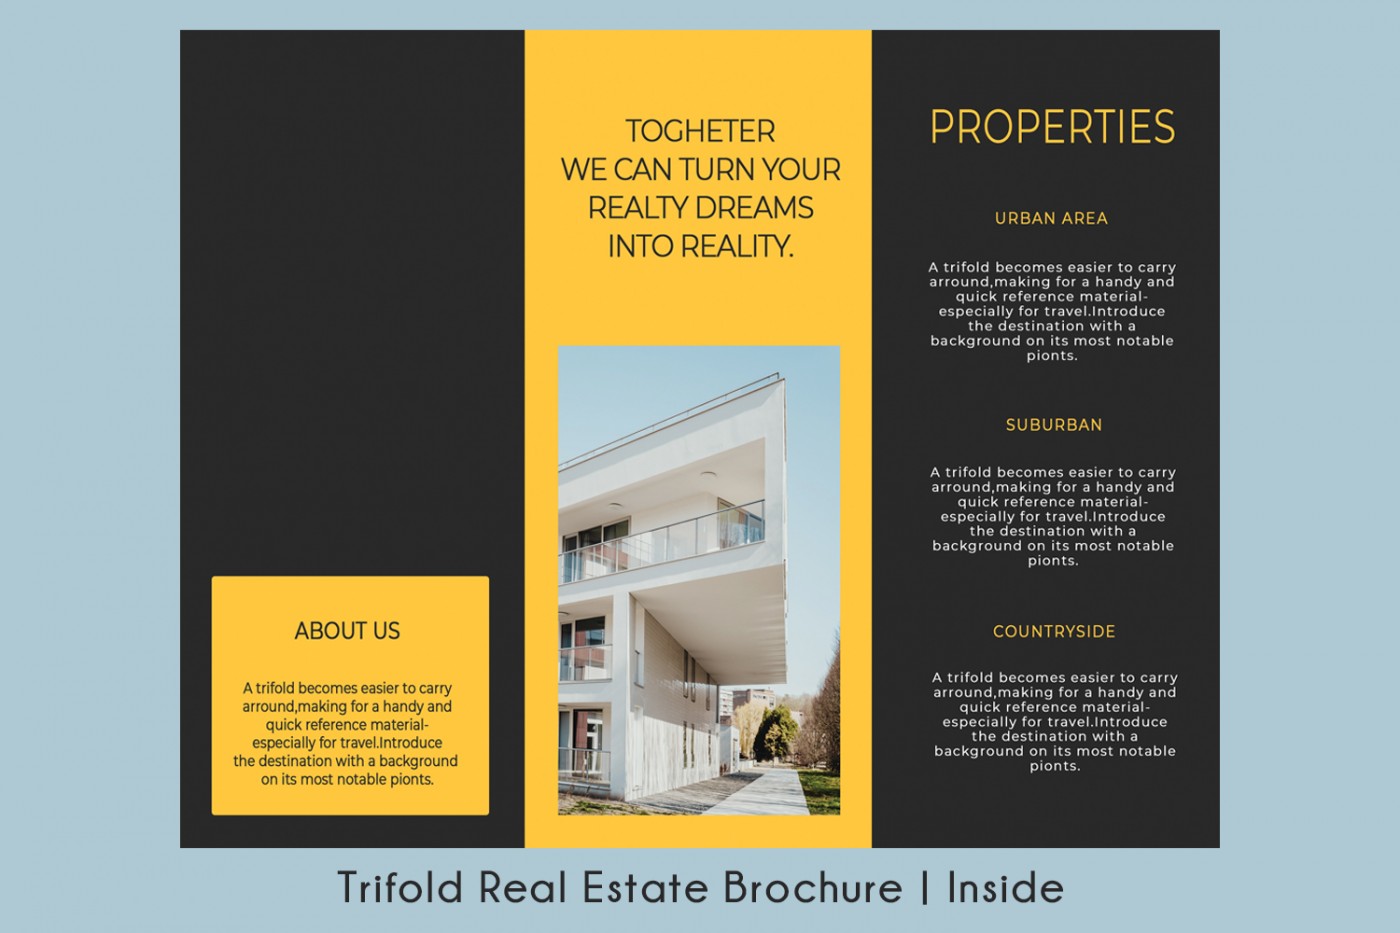 ABOUT US
A trifold becomes easier to carry
arround,making for a handy and
quick reference material-
especially for travel.Introduce
the destination with a background
on its most notable pionts.
TOGHETER
WE CAN TURN YOUR
REALTY DREAMS
INTO REALITY.
PROPERTIES
URBAN AREA
A trifold becomes easier to carry
arround,making for a handy and
quick reference material-
especially for travel.Introduce
the destination with a
background on its most notable
pionts.
SUBURBAN
A trifold becomes easier to carry
arround,making for a handy and
quick reference material-
especially for travel.Introduce
the destination with a
background on its most notable
pionts.
COUNTRYSIDE
A trifold becomes easier to carry
arround,making for a handy and
quick reference material-
especially for travel.Introduce
the destination with a
background on its most notable
pionts.
Trifold Real Estate Brochure | Inside